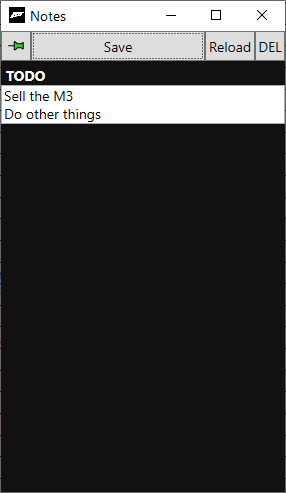 Notes
Save
Reload
DEL
TODO
Sell the M3
Do other things